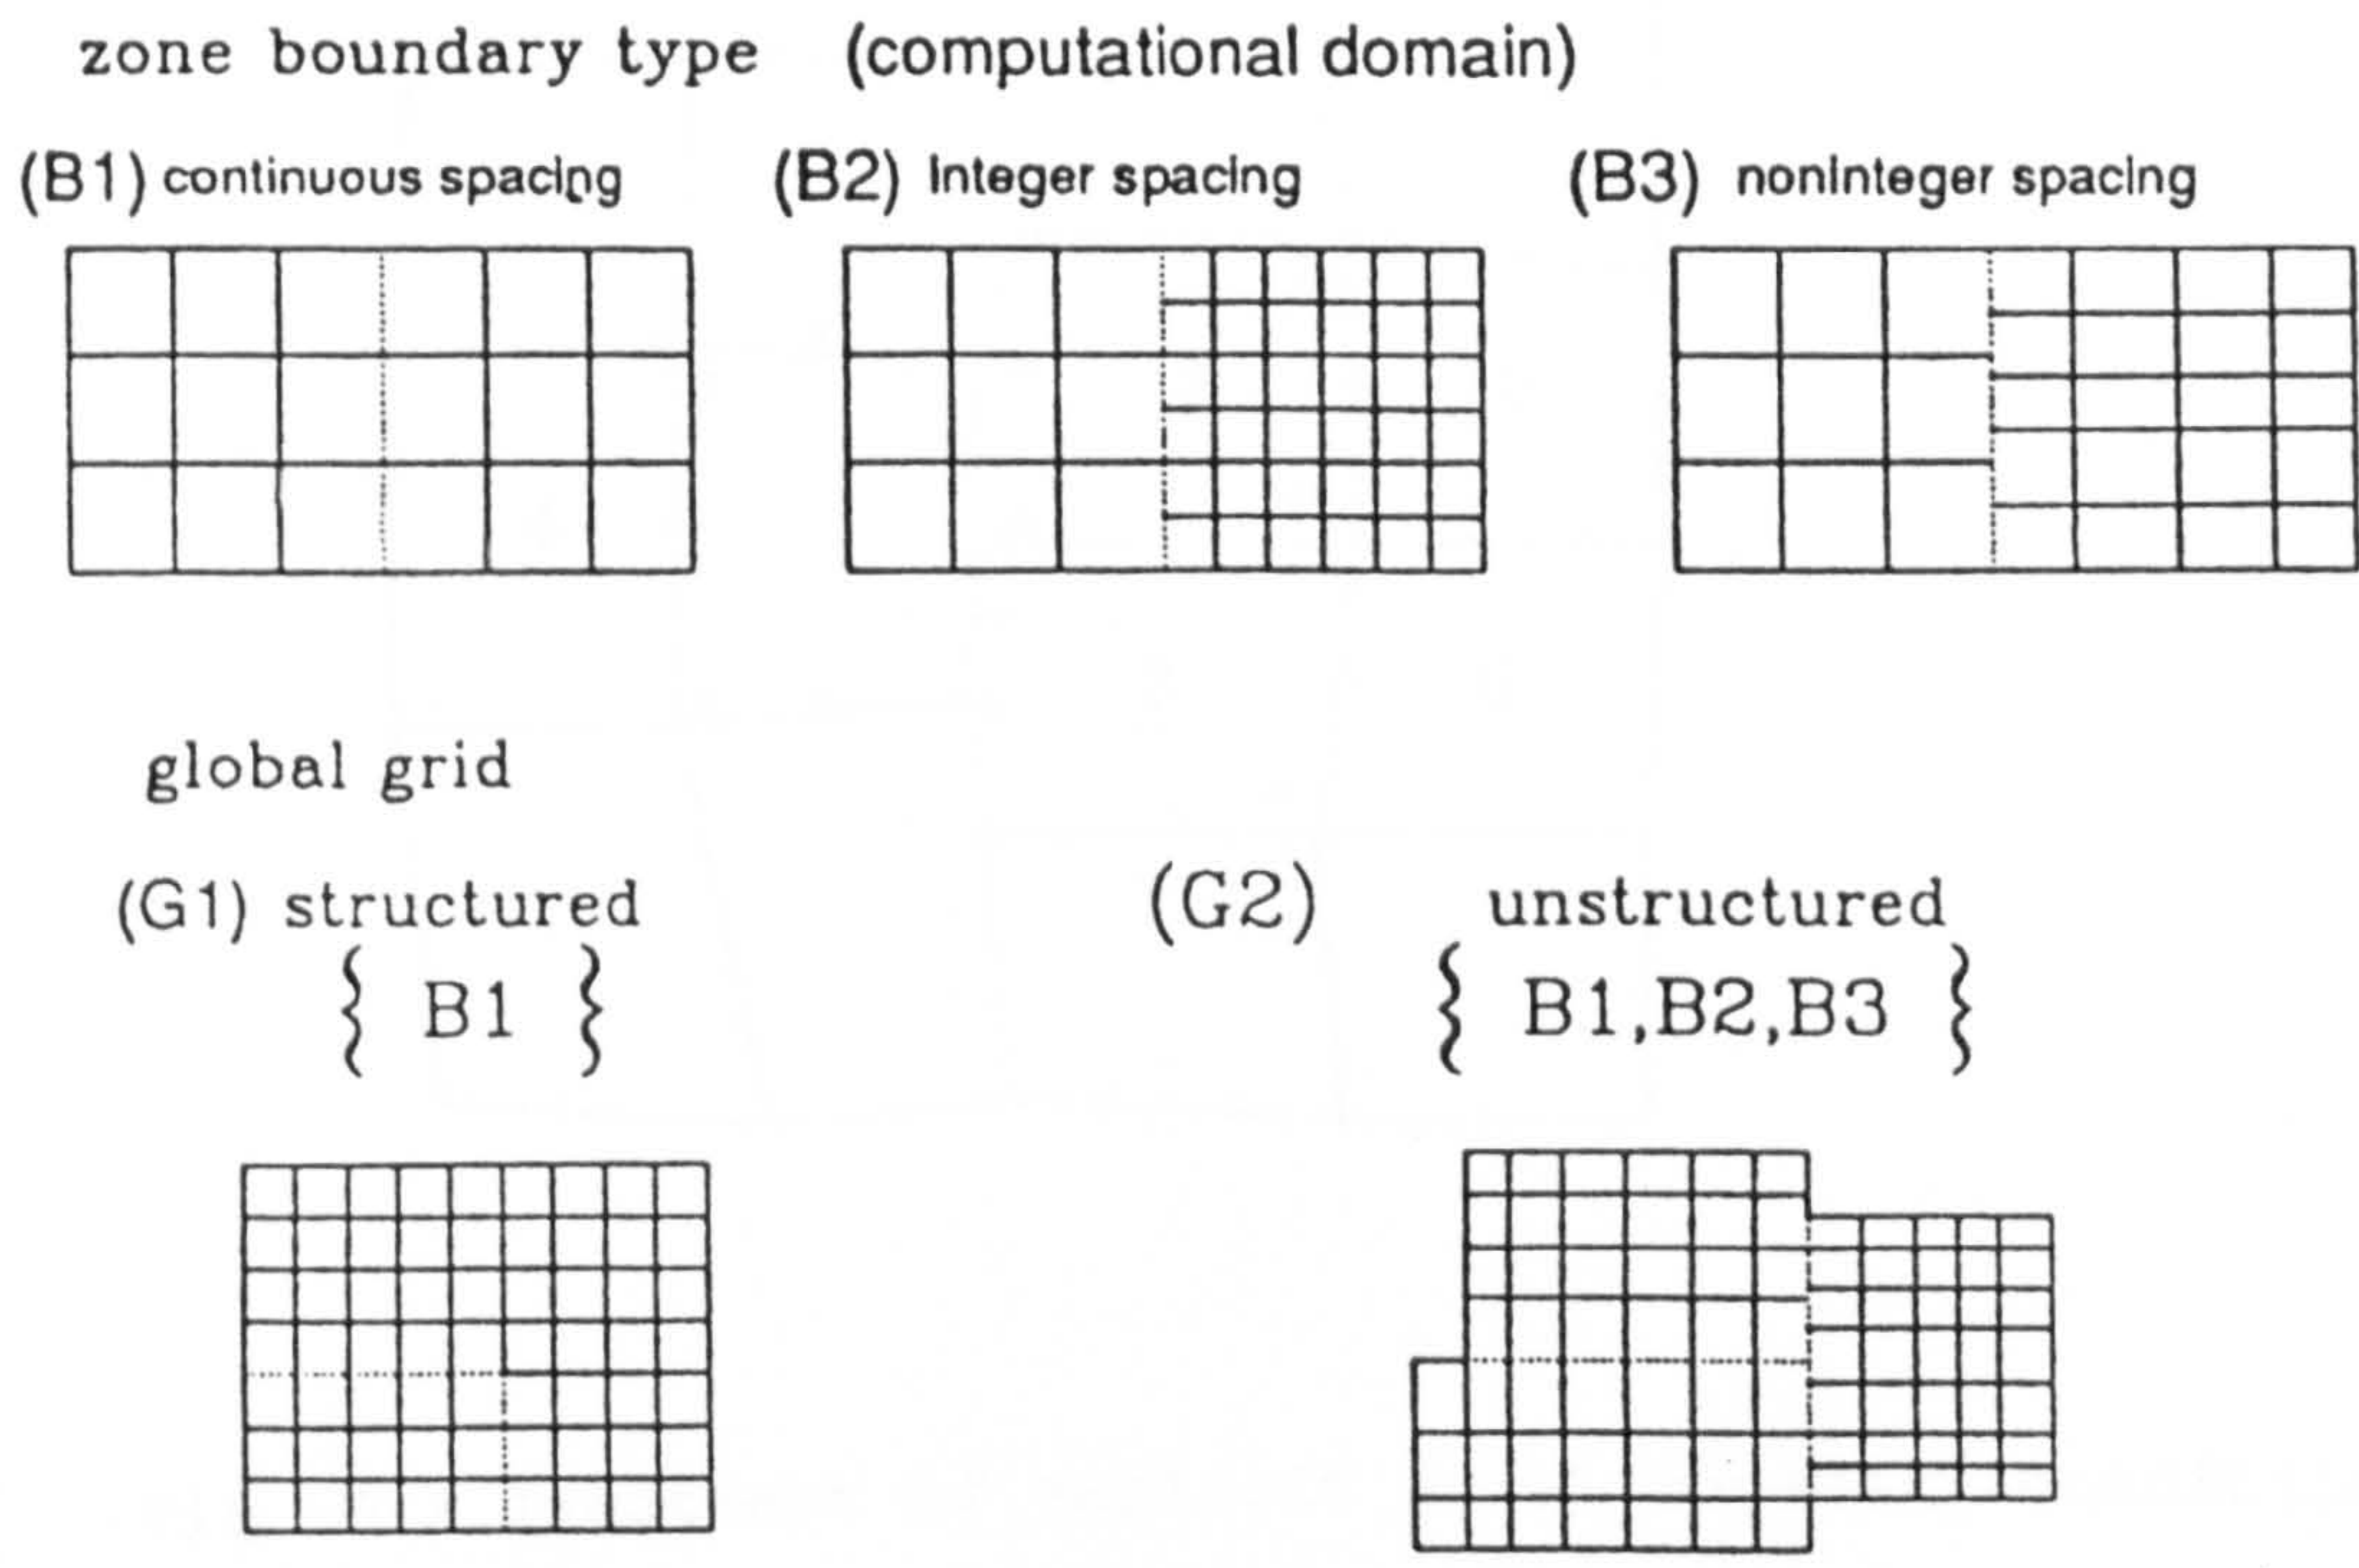 zone boundary type (computational domain)
(B1) continuous spacing
(B2) Integer spacing
(B3) nonInteger spacing
global grid
(G1) structured
{ B1 }
(G2) unstructured
{ B1,B2,B3 }